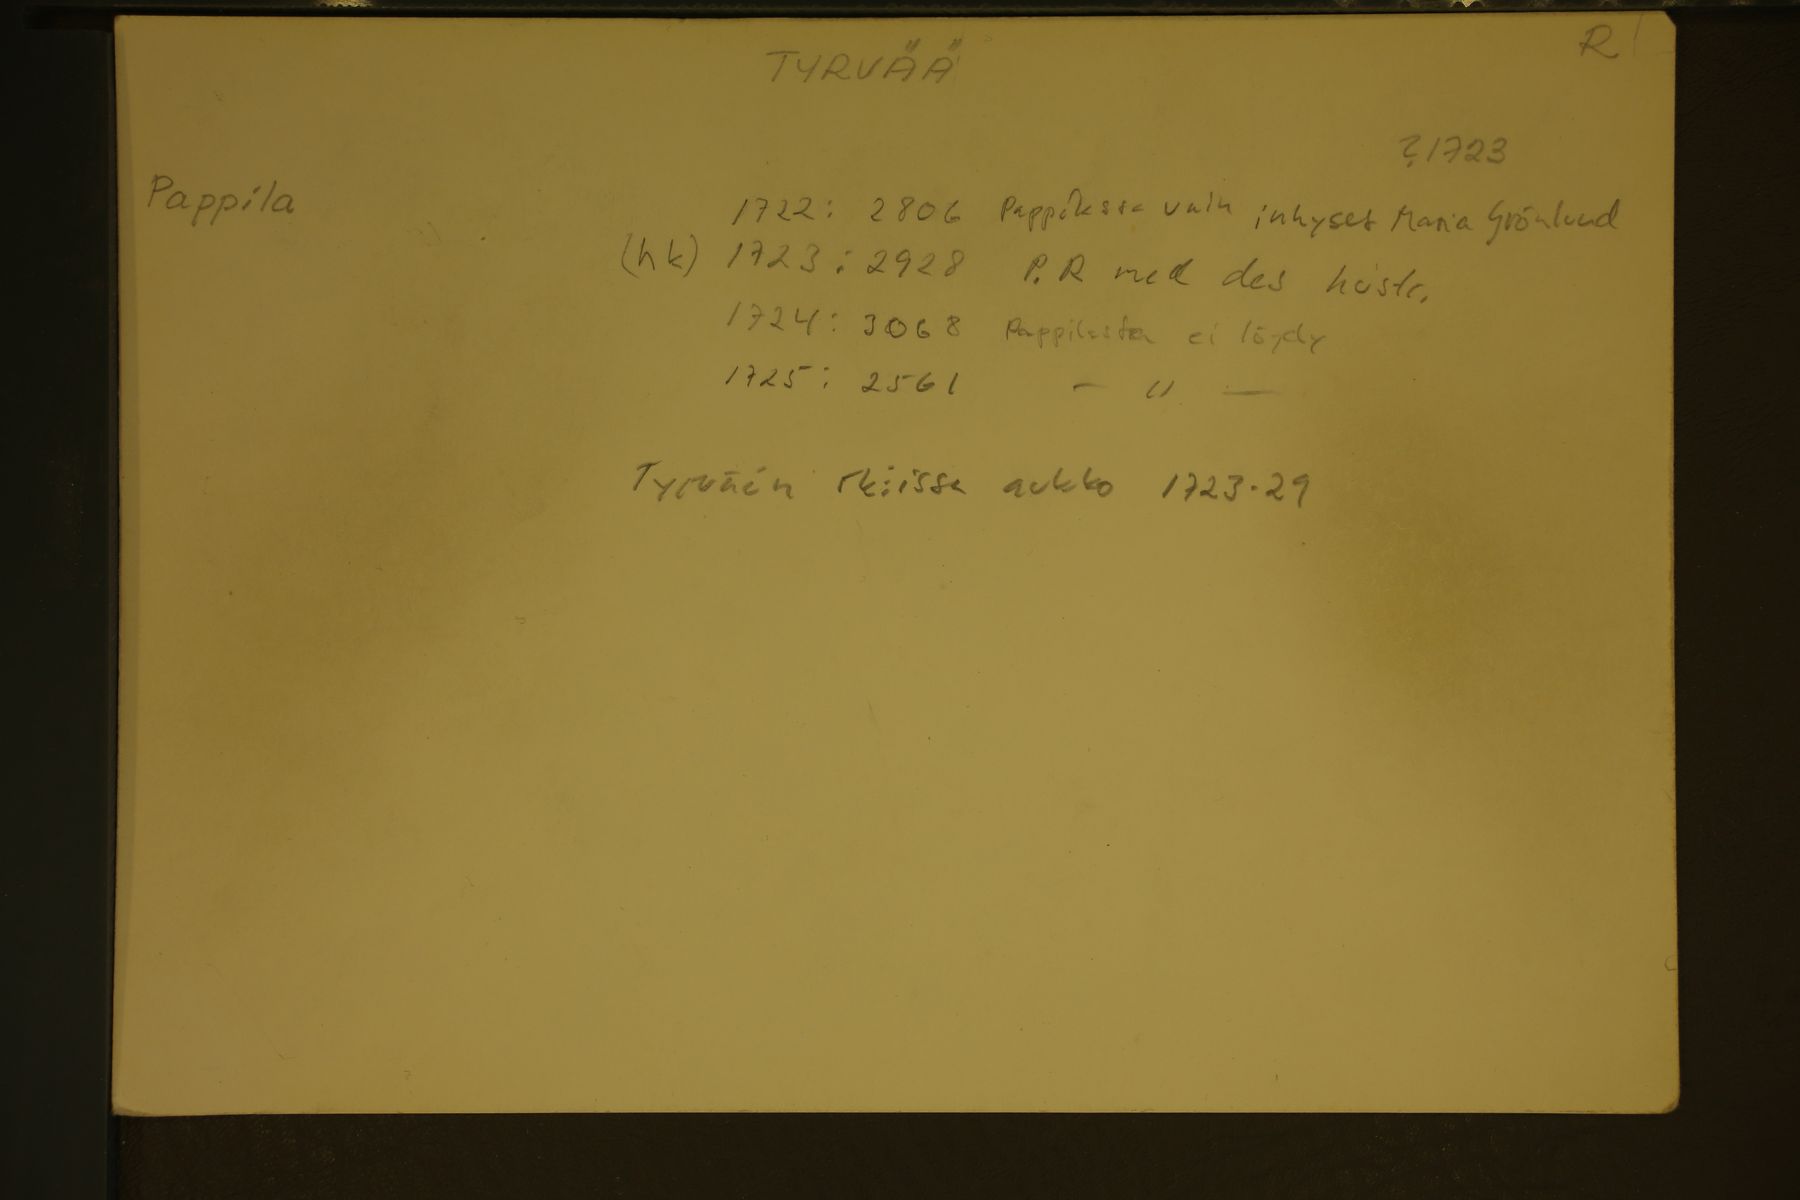 TYRVÄÄ
R
? 1723
Pappila
1722: 2806 Pappilassa vain inhyset Maria Grönlund
(hk) 1723: 2928 P.R med des hustr.
1724: 3068 Pappilasta ei löydy
1725: 2561 - " -
Tyrvään rk:issa aukko 1723-29